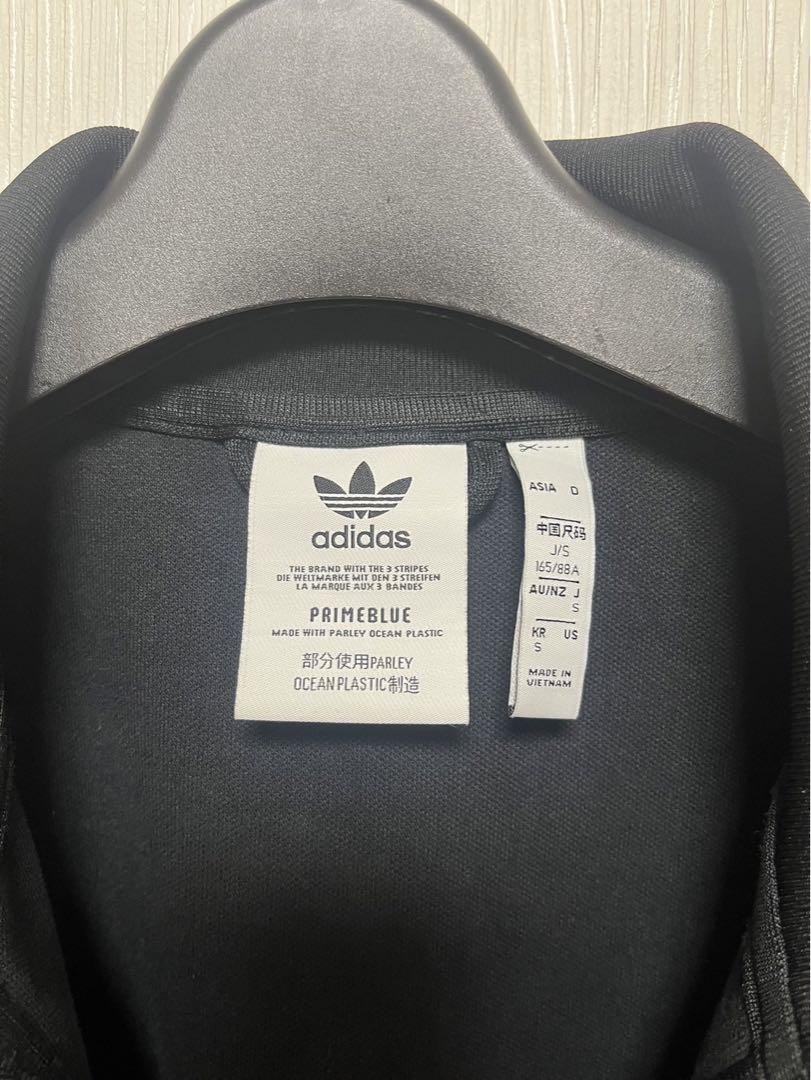 adidas
THE BRAND WITH THE 3 STRIPES
DIE WELTMARKE MIT DEN 3 STREIFEN
LA MARQUE AUX 3 BANDES
PRIMEBLUE
MADE WITH PARLEY OCEAN PLASTIC
部分使用PARLEY
OCEAN PLASTIC制造
ASIA D
中国尺码
J/S
165/88A
AU/NZ J
S
KR US
S
MADE IN
VIETNAM